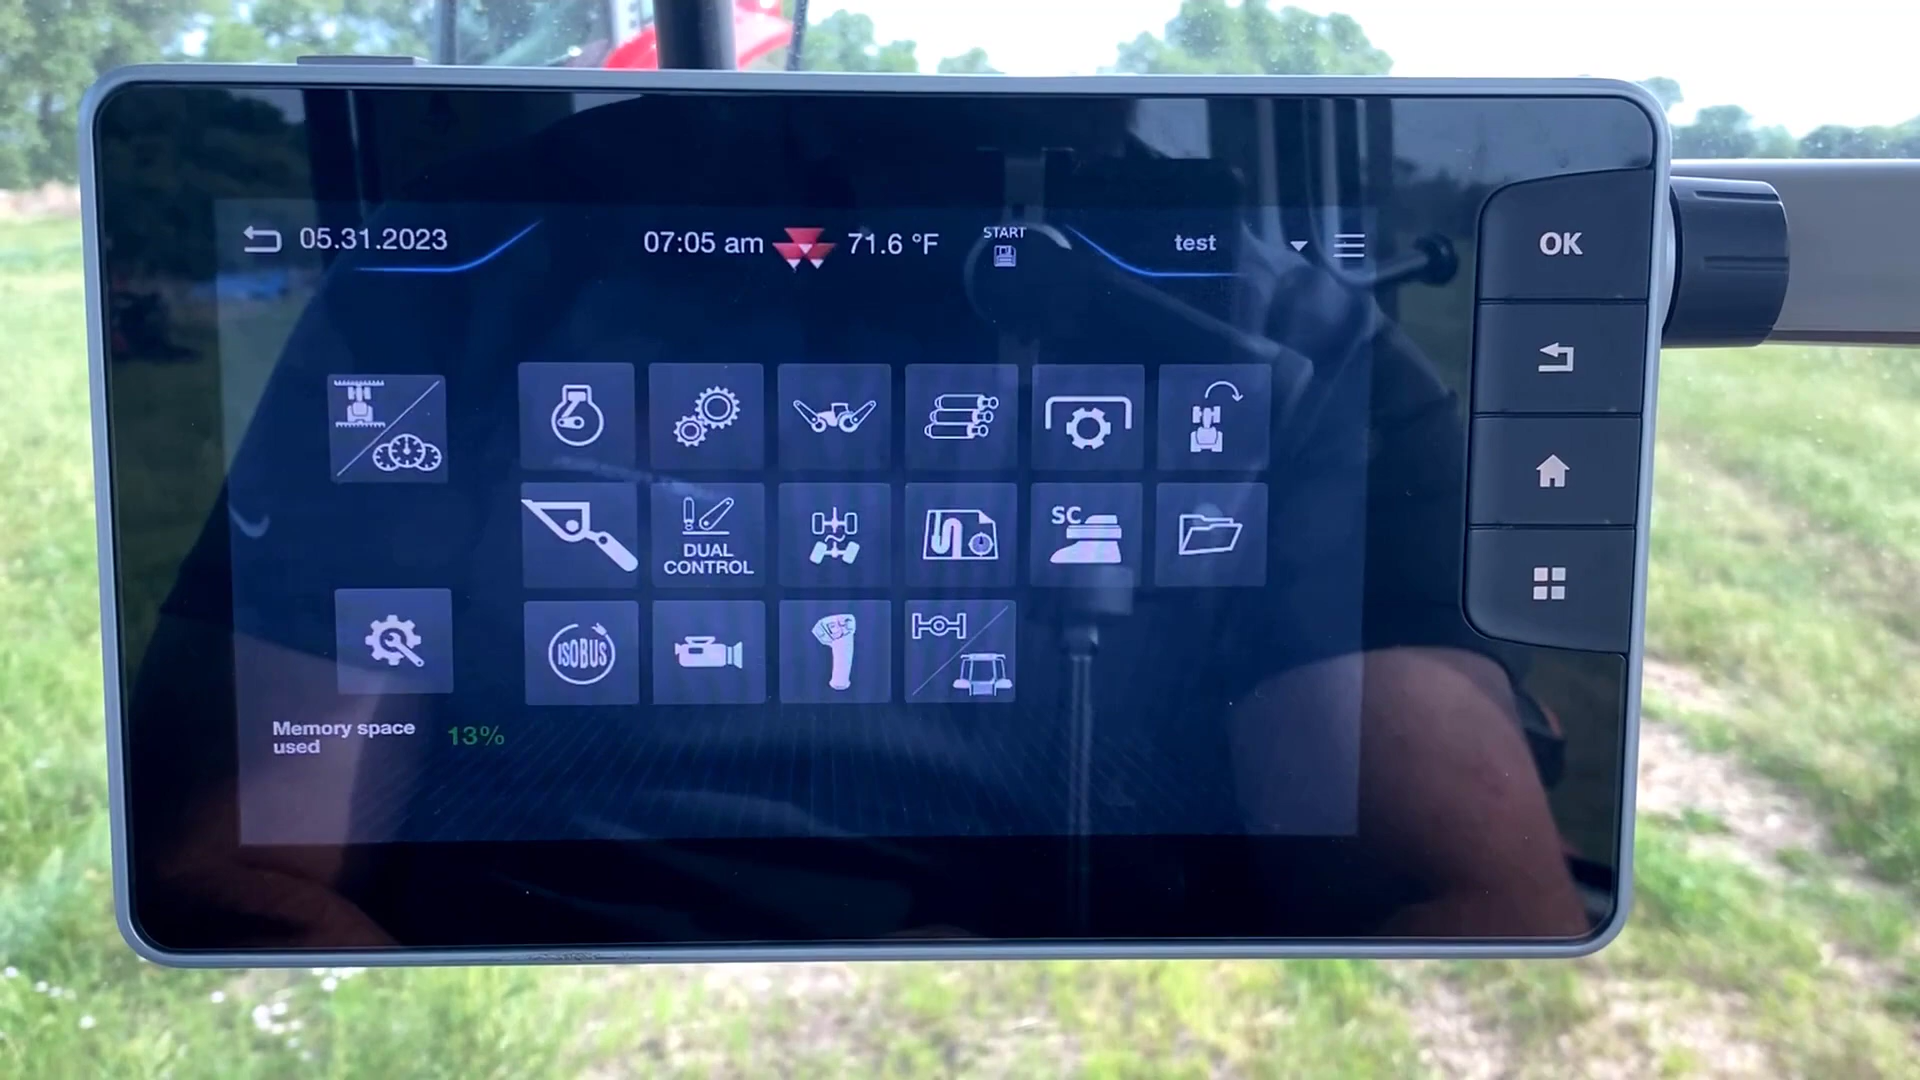 05.31.2023
07:05 am
71.6 °F
START
test
OK
SC
DUAL
CONTROL
ISOBUS
Memory space
used
13%